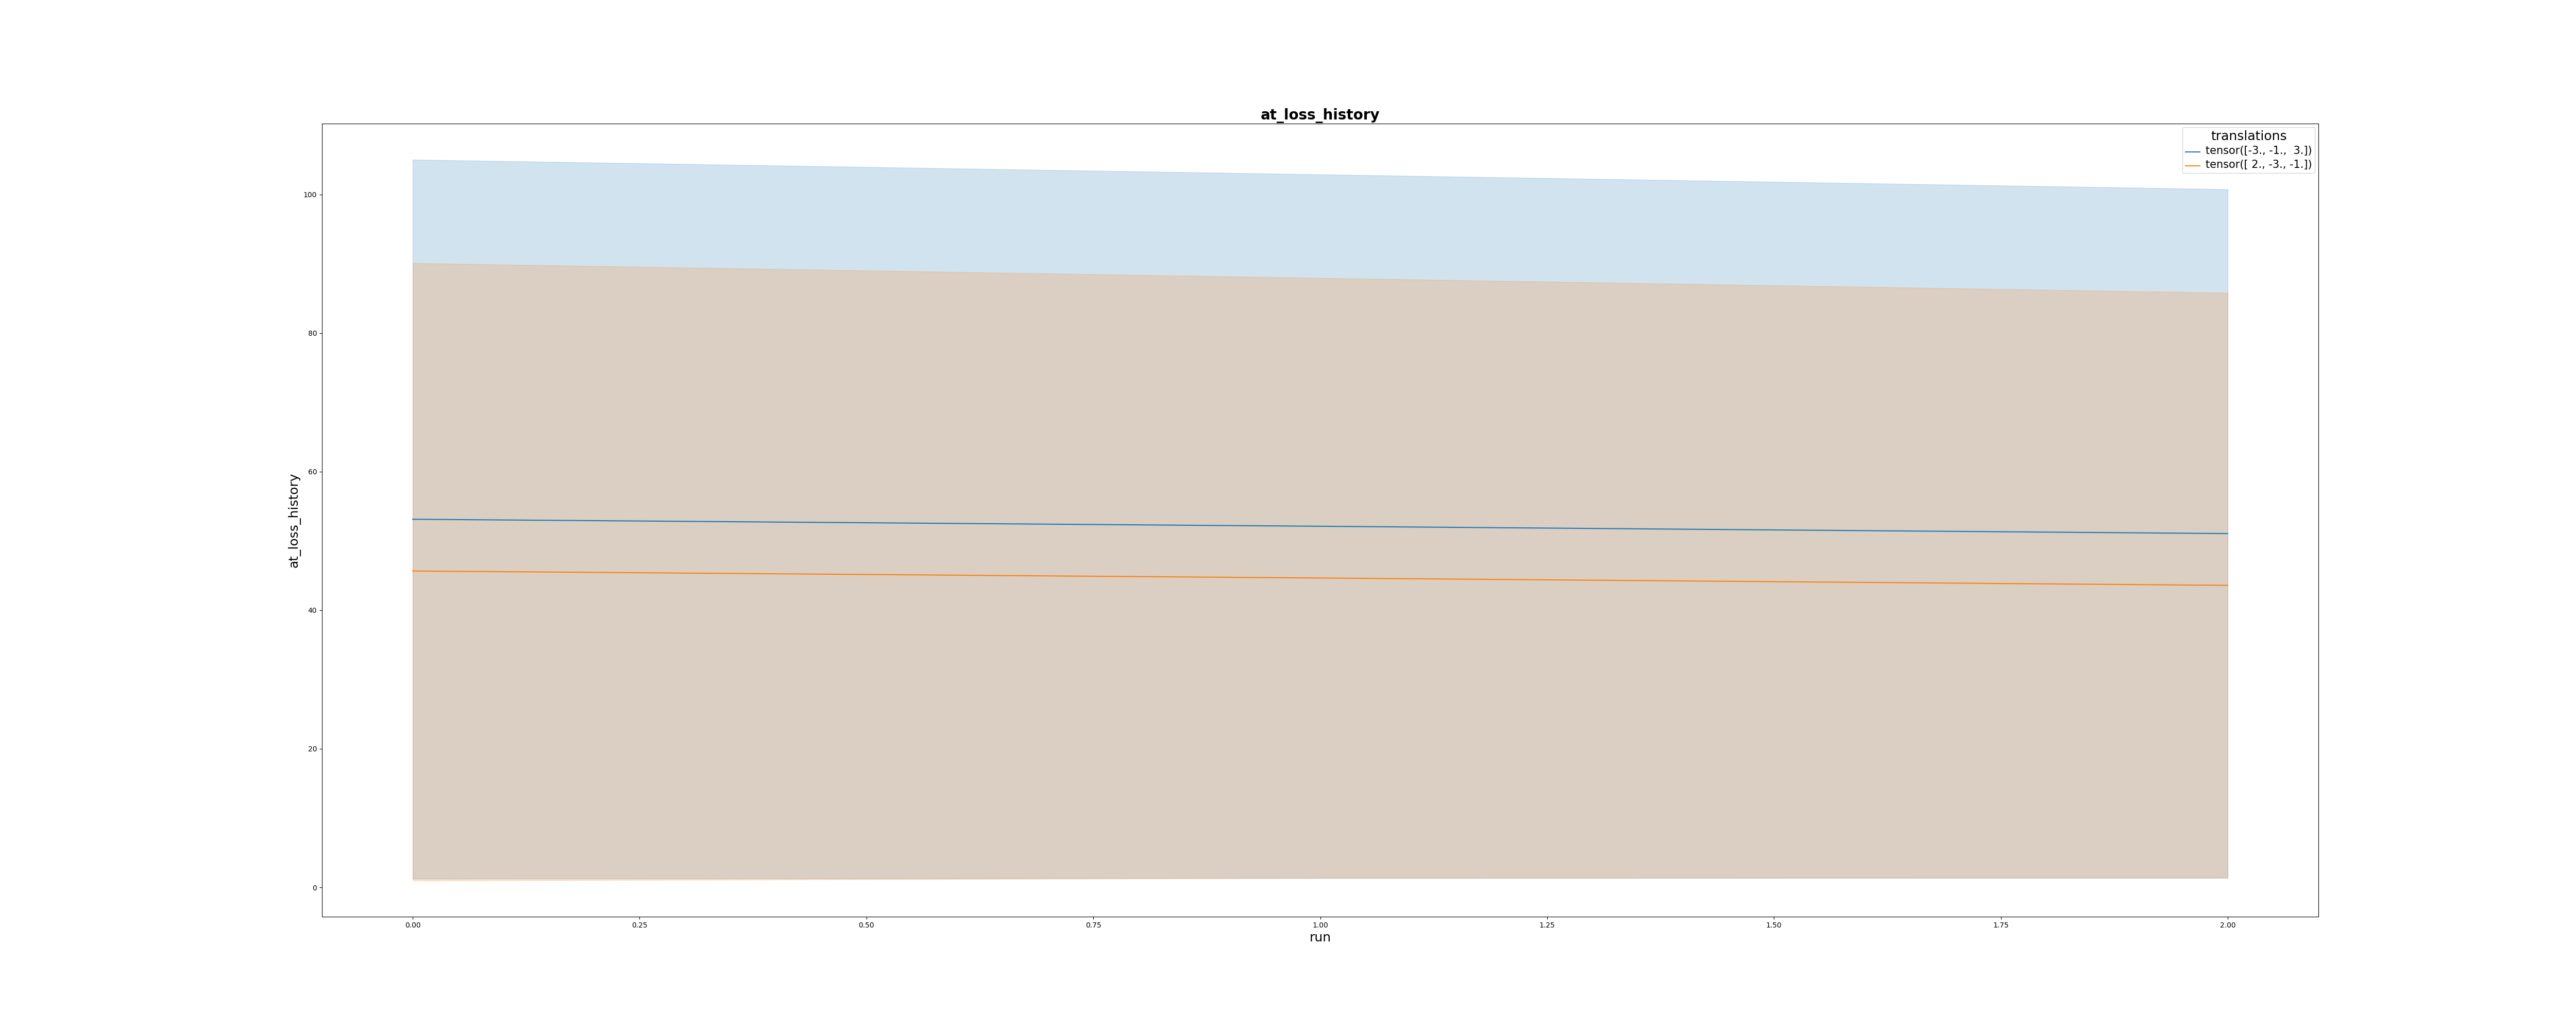 at_loss_history
translations
tensor([-3., -1.,  3.])
tensor([ 2., -3., -1.])
at_loss_history
100
80
60
40
20
0
0.00 0.25 0.50 0.75 1.00 1.25 1.50 1.75 2.00
run